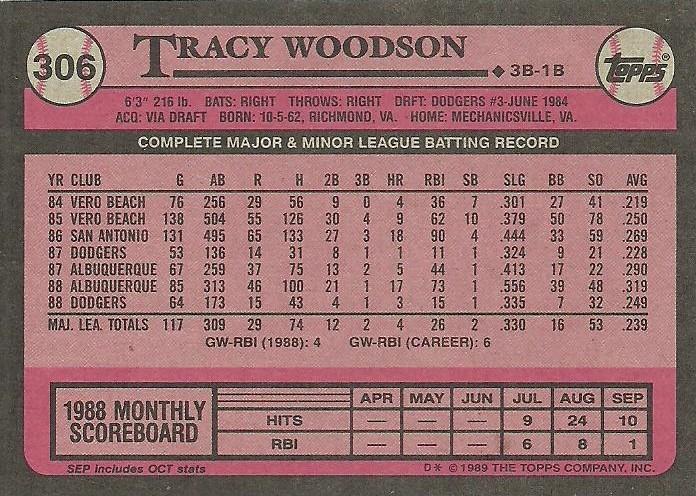 306
TRACY WOODSON
3B-1B
TOPPS®
6'3" 216 lb. BATS: RIGHT THROWS: RIGHT DRFT: DODGERS #3-JUNE 1984
ACQ: VIA DRAFT BORN: 10-5-62, RICHMOND, VA. HOME: MECHANICSVILLE, VA.
COMPLETE MAJOR & MINOR LEAGUE BATTING RECORD
YR CLUB G AB R H 2B 3B HR RBI SB SLG BB SO AVG
84 VERO BEACH 76 256 29 56 9 0 4 36 7 .301 27 41 .219
85 VERO BEACH 138 504 55 126 30 4 9 62 10 .379 50 78 .250
86 SAN ANTONIO 131 495 65 133 27 3 18 90 4 .444 33 59 .269
87 DODGERS 53 136 14 31 8 1 1 11 1 .324 9 21 .228
87 ALBUQUERQUE 67 259 37 75 13 2 5 44 1 .413 17 22 .290
88 ALBUQUERQUE 85 313 46 100 21 1 17 73 1 .556 39 48 .319
88 DODGERS 64 173 15 43 4 1 3 15 1 .335 7 32 .249
MAJ. LEA. TOTALS 117 309 29 74 12 2 4 26 2 .330 16 53 .239
GW-RBI (1988): 4 GW-RBI (CAREER): 6
1988 MONTHLY
SCOREBOARD
APR MAY JUN JUL AUG SEP
HITS — — — 9 24 10
RBI — — — 6 8 1
SEP includes OCT stats
D* © 1989 THE TOPPS COMPANY, INC.